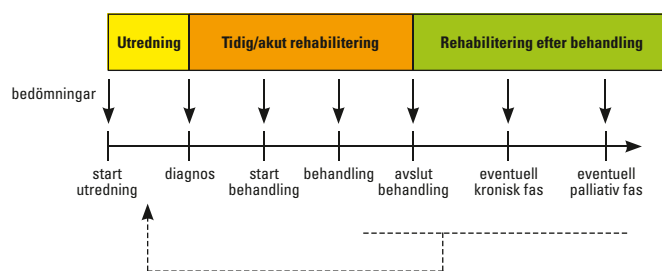 Utredning
Tidig/akut rehabilitering
Rehabilitering efter behandling
bedömningar
start
utredning
diagnos
start
behandling
behandling
avslut
behandling
eventuell
kronisk fas
eventuell
palliativ fas